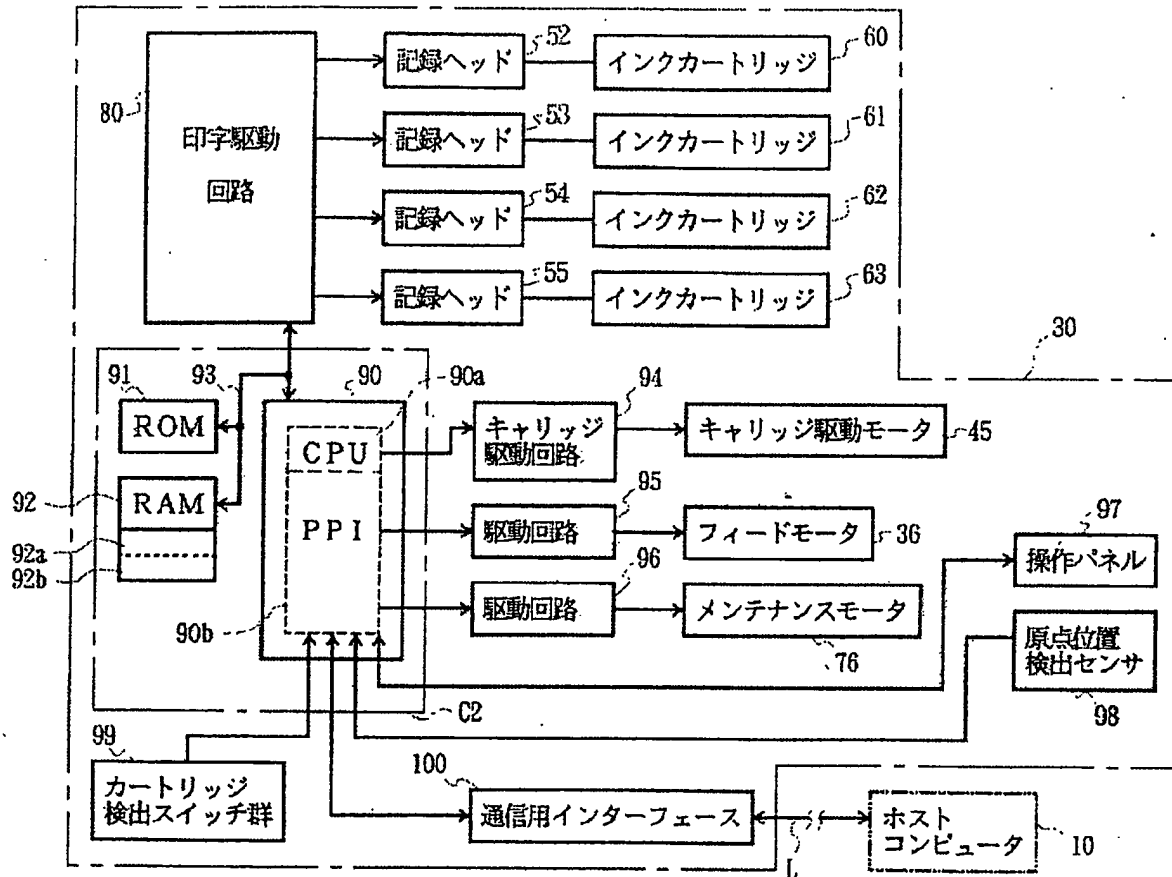 52
60
記録ヘッド
インクカートリッジ
80
53
61
印字駆動
回路
記録ヘッド
インクカートリッジ
54
62
記録ヘッド
インクカートリッジ
55
63
記録ヘッド
インクカートリッジ
30
91
93
90
90a
94
ROM
CPU
キャリッジ
駆動回路
キャリッジ駆動モータ
45
92
RAM
95
PPI
駆動回路
フィードモータ
36
97
92a
92b
96
操作パネル
90b
駆動回路
メンテナンスモータ
76
原点位置
検出センサ
98
C2
99
カートリッジ
検出スイッチ群
100
通信用インターフェース
L
ホスト
コンピュータ
10